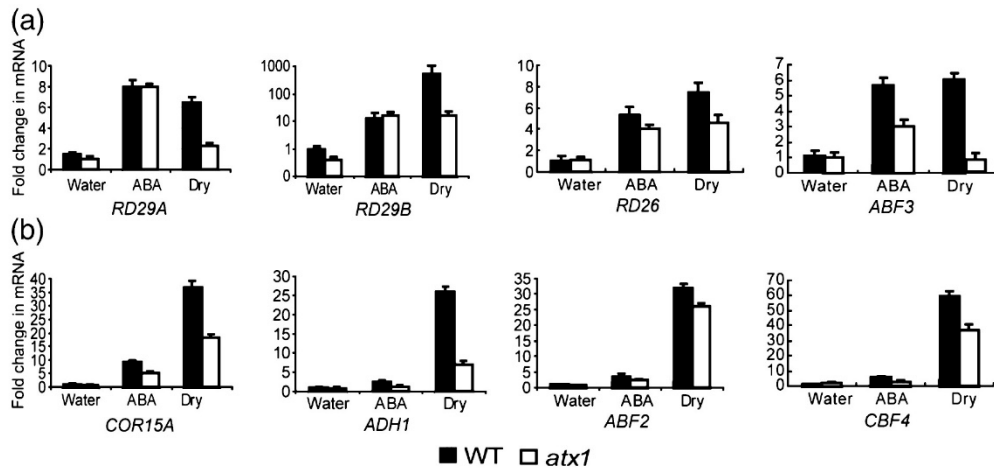 (a)
Fold change in mRNA
10
8
6
4
2
Water ABA Dry
RD29A
1000
100
10
1
0
Water ABA Dry
RD29B
10
8
6
4
2
0
Water ABA Dry
RD26
7
6
5
4
3
2
1
0
Water ABA Dry
ABF3
(b)
Fold change in mRNA
40
35
30
25
20
15
10
5
0
Water ABA Dry
COR15A
30
25
20
15
10
5
0
Water ABA Dry
ADH1
35
30
25
20
15
10
5
0
Water ABA Dry
ABF2
70
60
50
40
30
20
10
0
Water ABA Dry
CBF4
WT atx1